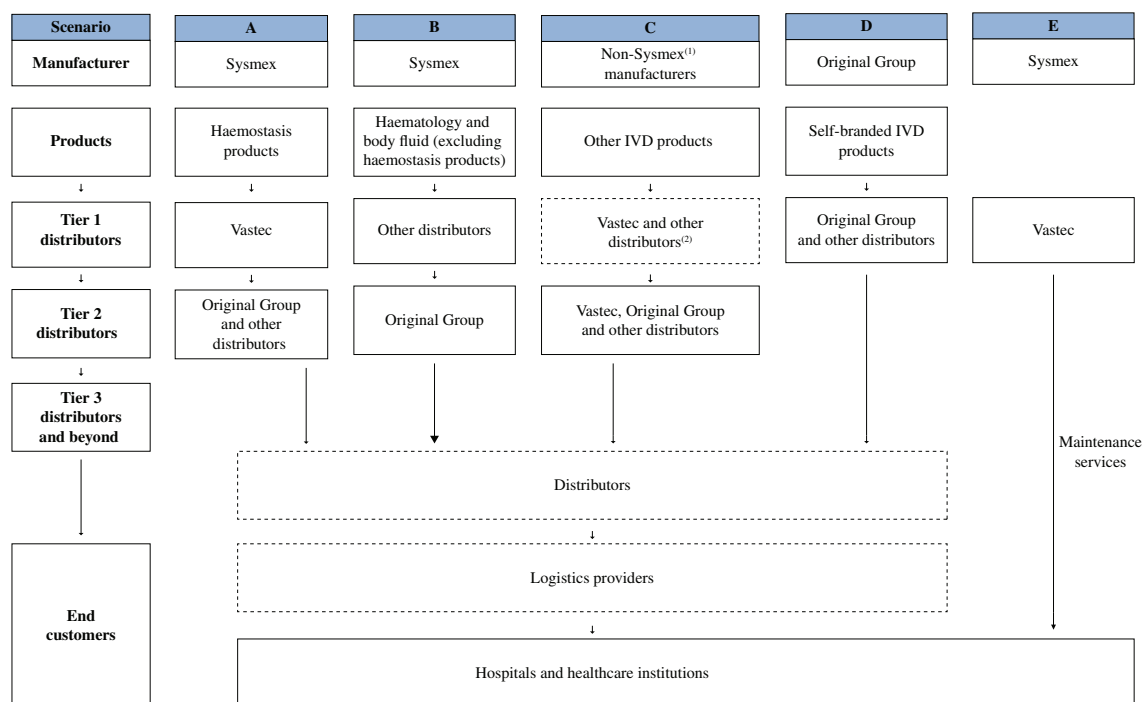 Scenario
A
B
C
D
E
Manufacturer
Sysmex
Sysmex
Non-Sysmex(1)
manufacturers
Original Group
Sysmex
Products
Haemostasis
products
Haematology and
body fluid (excluding
haemostasis products)
Other IVD products
Self-branded IVD
products
Tier 1
distributors
Vastec
Other distributors
Vastec and other
distributors(2)
Original Group
and other distributors
Vastec
Tier 2
distributors
Original Group
and other
distributors
Original Group
Vastec, Original Group
and other distributors
Tier 3
distributors
and beyond
Maintenance
services
Distributors
Logistics providers
End
customers
Hospitals and healthcare institutions